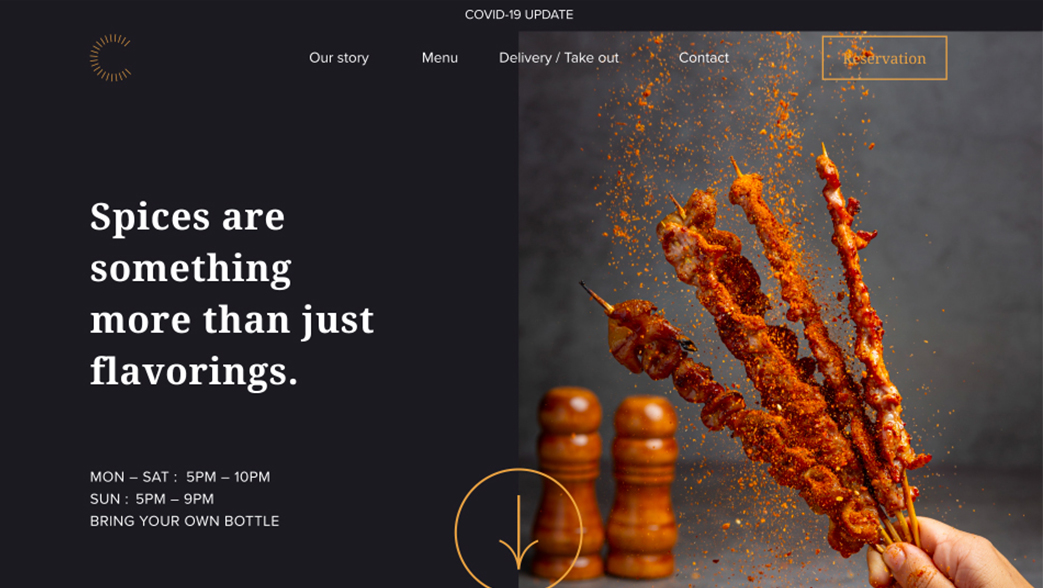 COVID-19 UPDATE
Our story
Menu
Delivery / Take out
Contact
Reservation
Spices are
something
more than just
flavorings.
MON – SAT : 5PM – 10PM
SUN : 5PM – 9PM
BRING YOUR OWN BOTTLE